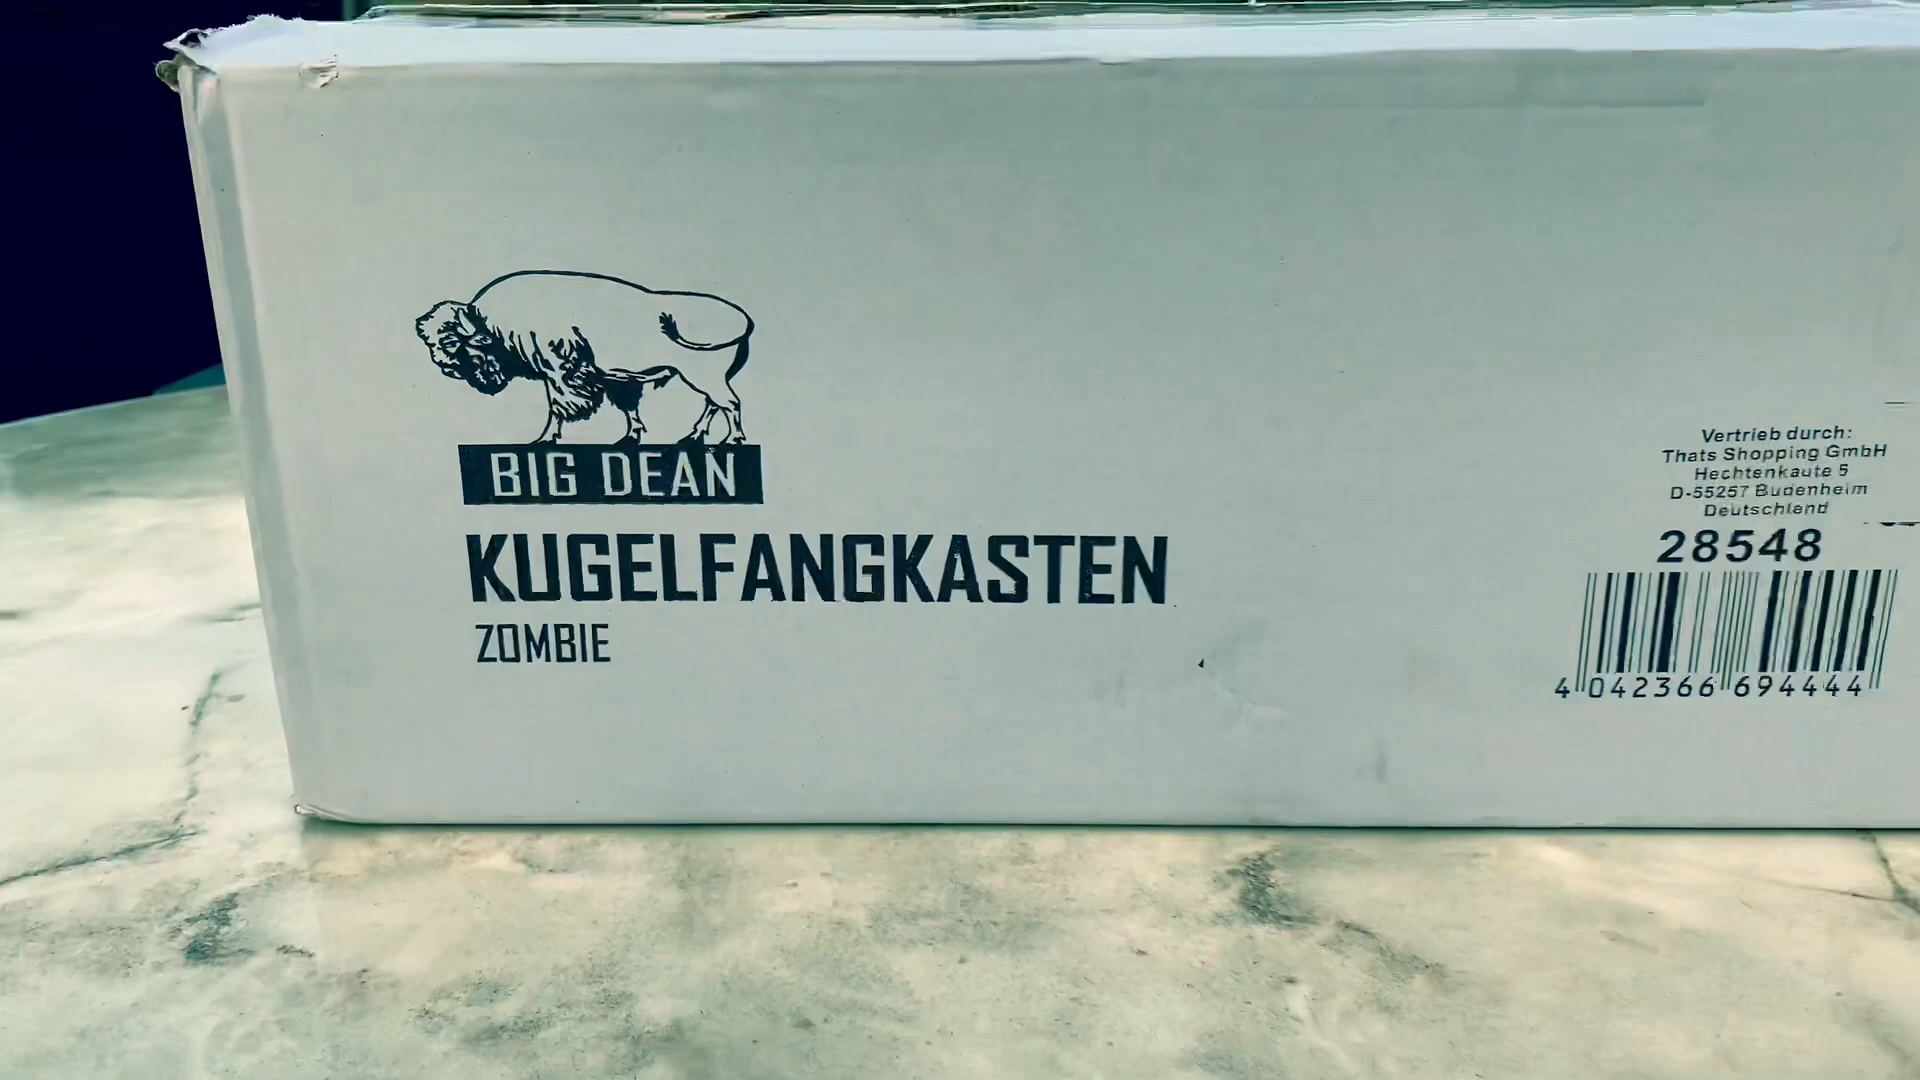 BIG DEAN
KUGELFANGKASTEN
ZOMBIE
Vertrieb durch:
Thats Shopping GmbH
Hechtenkaute 5
D-55257 Budenheim
Deutschland
28548
4 042366 694444